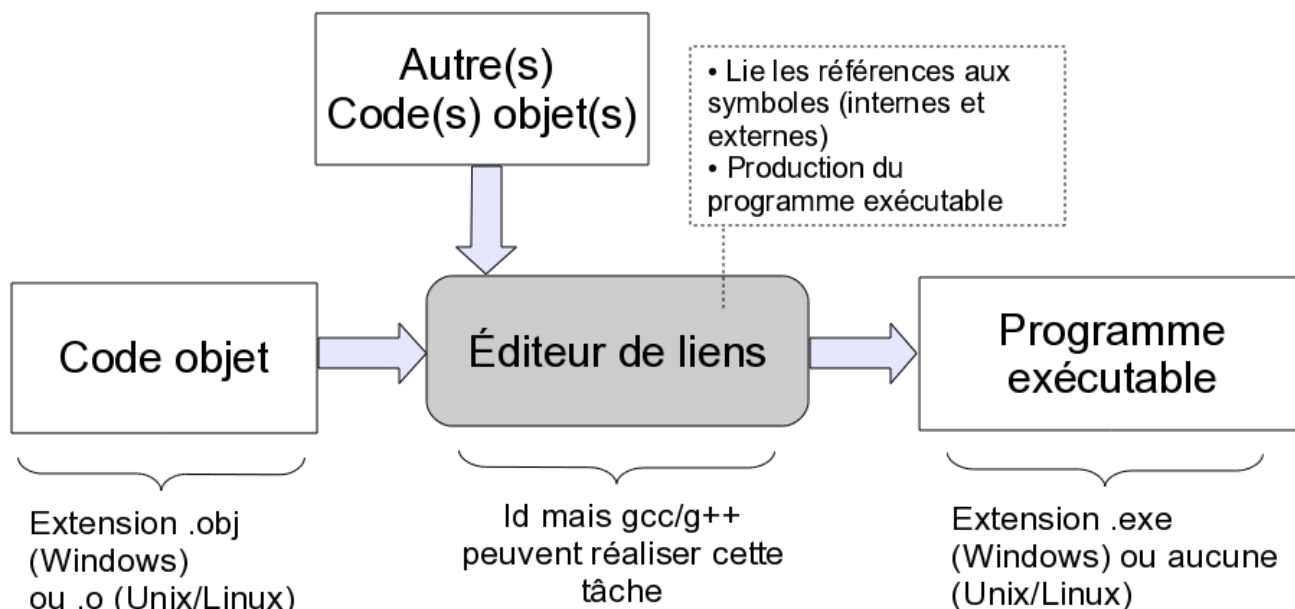 Autre(s)
Code(s) objet(s)
• Lie les références aux
symboles (internes et
externes)
• Production du
programme exécutable
Code objet
Éditeur de liens
Programme
exécutable
Extension .obj
(Windows)
ou .o (Unix/Linux)
Id mais gcc/g++
peuvent réaliser cette
tâche
Extension .exe
(Windows) ou aucune
(Unix/Linux)